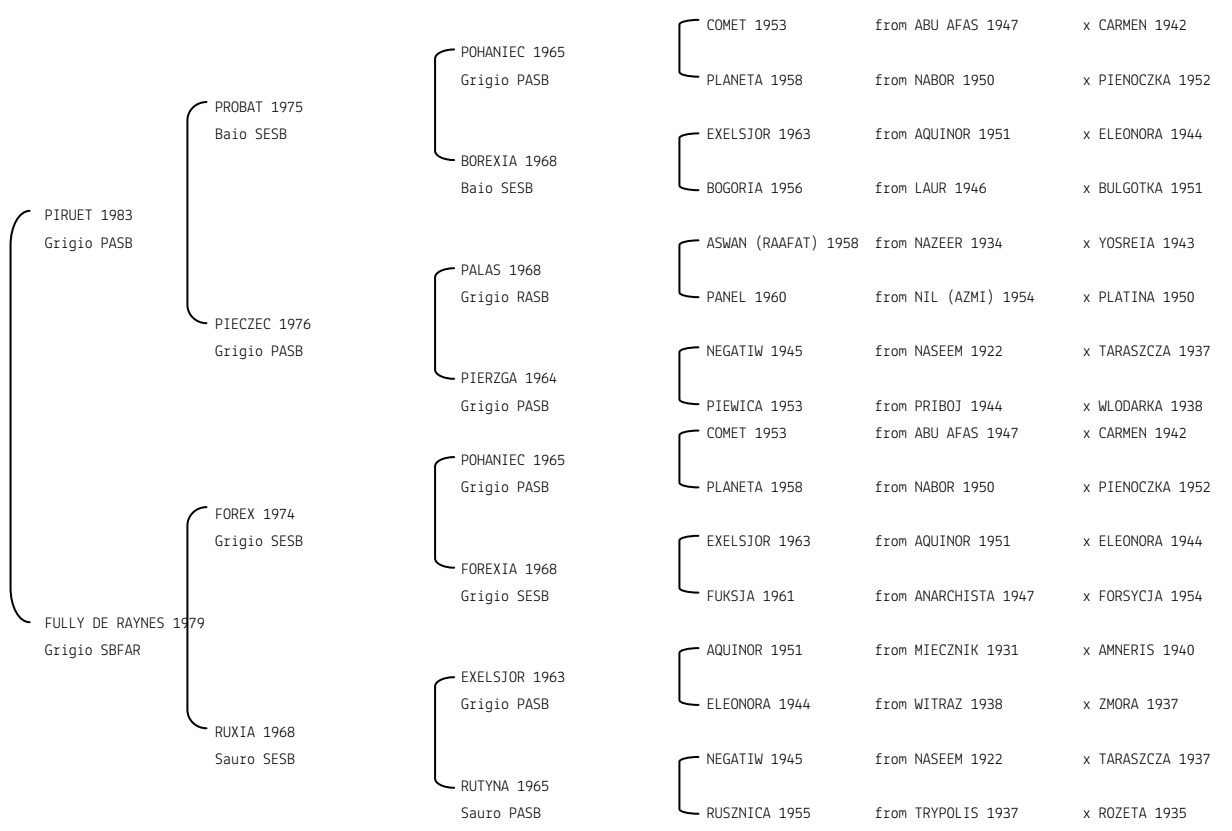 COMET 1953 from ABU AFAS 1947 x CARMEN 1942
POHANIEC 1965
Grigio PASB PLANETA 1958 from NABOR 1950 x PIENOCZKA 1952
PROBAT 1975
Baio SESB EXELSJOR 1963 from AQUINOR 1951 x ELEONORA 1944
BOREXIA 1968
Baio SESB BOGORIA 1956 from LAUR 1946 x BULGOTKA 1951
PIRUET 1983
Grigio PASB ASWAN (RAAFAT) 1958 from NAZEER 1934 x YOSREIA 1943
PALAS 1968
Grigio RASB PANEL 1960 from NIL (AZMI) 1954 x PLATINA 1950
PIECZEC 1976
Grigio PASB NEGATIW 1945 from NASEEM 1922 x TARASZCZA 1937
PIERZGA 1964
Grigio PASB PIEWICA 1953 from PRIBOJ 1944 x WLODARKA 1938
COMET 1953 from ABU AFAS 1947 x CARMEN 1942
POHANIEC 1965
Grigio PASB PLANETA 1958 from NABOR 1950 x PIENOCZKA 1952
FOREX 1974
Grigio SESB EXELSJOR 1963 from AQUINOR 1951 x ELEONORA 1944
FOREXIA 1968
Grigio SESB FUKSJA 1961 from ANARCHISTA 1947 x FORSYCJA 1954
FULLY DE RAYNES 1979
Grigio SBFAR AQUINOR 1951 from MIECZNIK 1931 x AMNERIS 1940
EXELSJOR 1963
Grigio PASB ELEONORA 1944 from WITRAZ 1938 x ZMORA 1937
RUXIA 1968
Sauro SESB NEGATIW 1945 from NASEEM 1922 x TARASZCZA 1937
RUTYNA 1965
Sauro PASB RUSZNICA 1955 from TRYPOLIS 1937 x ROZETA 1935